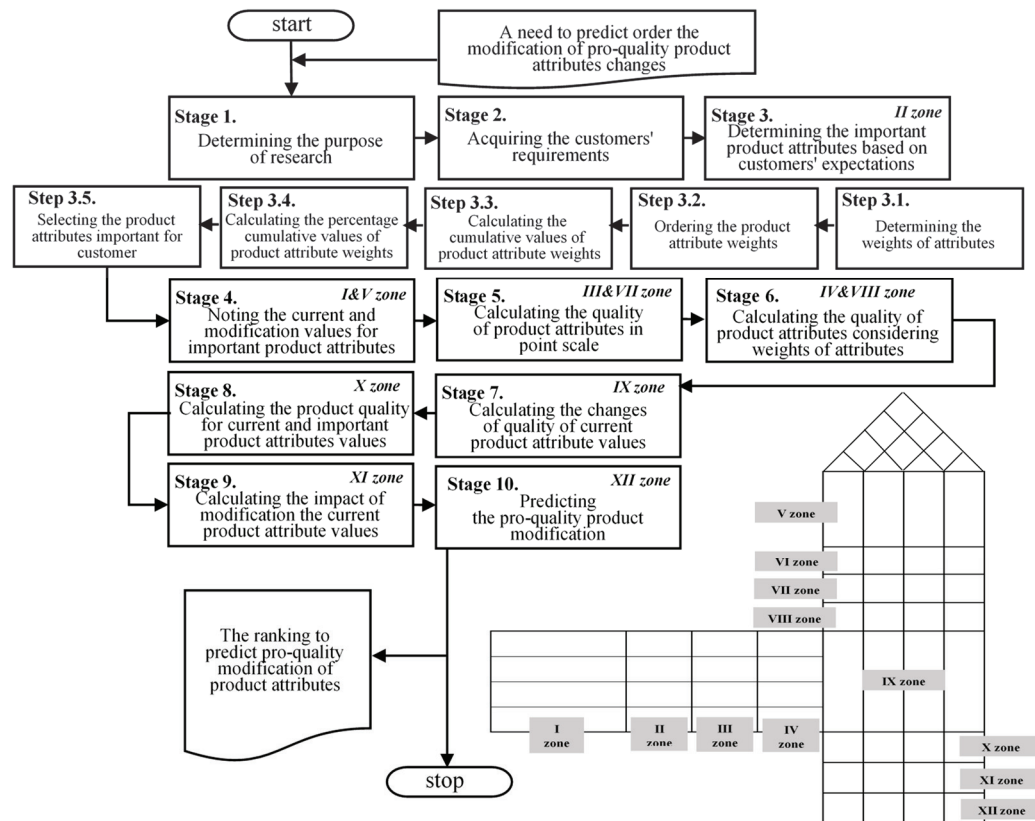 start
A need to predict order the
modification of pro-quality product
attributes changes
Stage 1.
Determining the purpose
of research
Stage 2.
Acquiring the customers'
requirements
Stage 3.
II zone
Determining the important
product attributes based on
customers' expectations
Step 3.5.
Selecting the product
attributes important for
customer
Step 3.4.
Calculating the percentage
cumulative values of
product attribute weights
Step 3.3.
Calculating the
cumulative values of
product attribute weights
Step 3.2.
Ordering the product
attribute weights
Step 3.1.
Determining the
weights of attributes
Stage 4.
I&V zone
Noting the current and
modification values for
important product attributes
Stage 5.
III&VII zone
Calculating the quality
of product attributes in
point scale
Stage 6.
IV&VIII zone
Calculating the quality of
product attributes considering
weights of attributes
Stage 8.
X zone
Calculating the product quality
for current and important
product attributes values
Stage 7.
IX zone
Calculating the changes
of quality of current
product attribute values
Stage 9.
XI zone
Calculating the impact of
modification the current
product attribute values
Stage 10.
XII zone
Predicting
the pro-quality product
modification
The ranking to
predict pro-quality
modification of
product attributes
stop
V zone
VI zone
VII zone
VIII zone
IX zone
I
zone
II
zone
III
zone
IV
zone
X zone
XI zone
XII zone